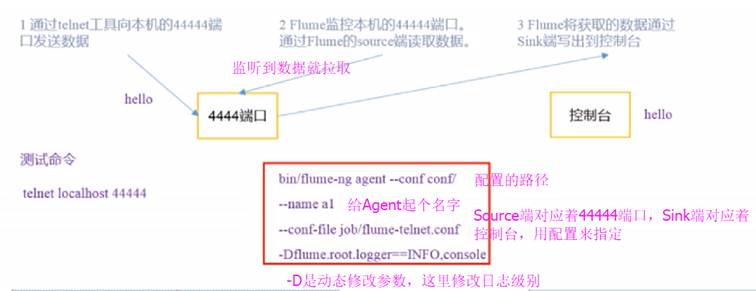 1 通过telnet工具向本机的44444端
口发送数据
2 Flume监控本机的44444端口。
通过Flume的source端读取数据。
3 Flume将获取的数据通过
Sink端写出到控制台
监听到数据就拉取
hello
4444端口
控制台
hello
测试命令
telnet localhost 44444
bin/flume-ng agent --conf conf/
配置的路径
--name a1
给Agent起个名字
--conf-file job/flume-telnet.conf
Source端对应着44444端口，Sink端对应着
控制台，用配置来指定
-Dflume.root.logger==INFO,console
-D是动态修改参数，这里修改日志级别